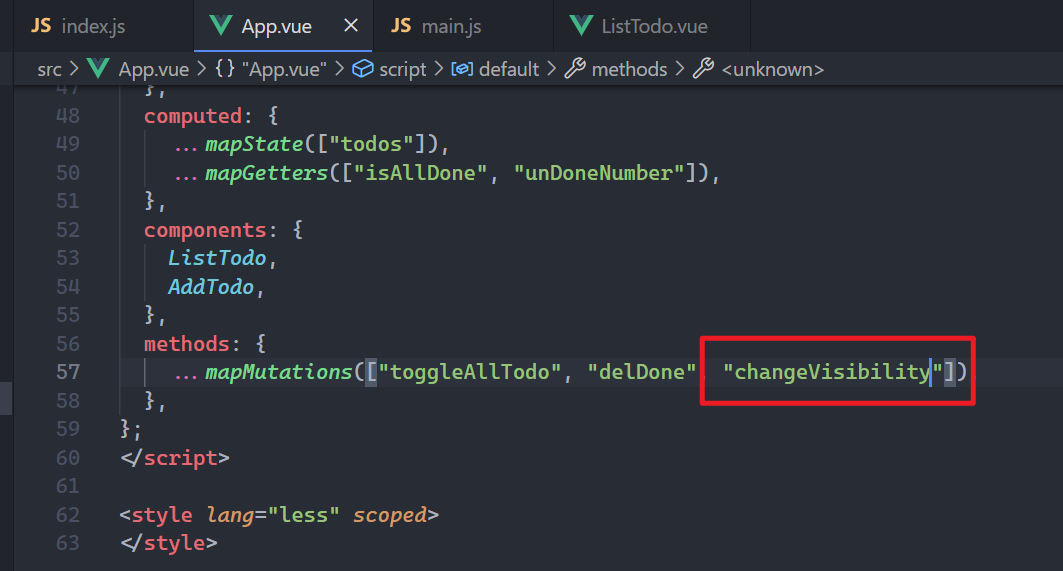 JS index.js App.vue × JS main.js ListTodo.vue
src > App.vue > {} "App.vue" > script > default > methods > <unknown>
47 },
48 computed: {
49 ...mapState(["todos"]),
50 ...mapGetters(["isAllDone", "unDoneNumber"]),
51 },
52 components: {
53 ListTodo,
54 AddTodo,
55 },
56 methods: {
57 ...mapMutations(["toggleAllTodo", "delDone", "changeVisibility"])
58 },
59 };
60 </script>
61
62 <style lang="less" scoped>
63 </style>